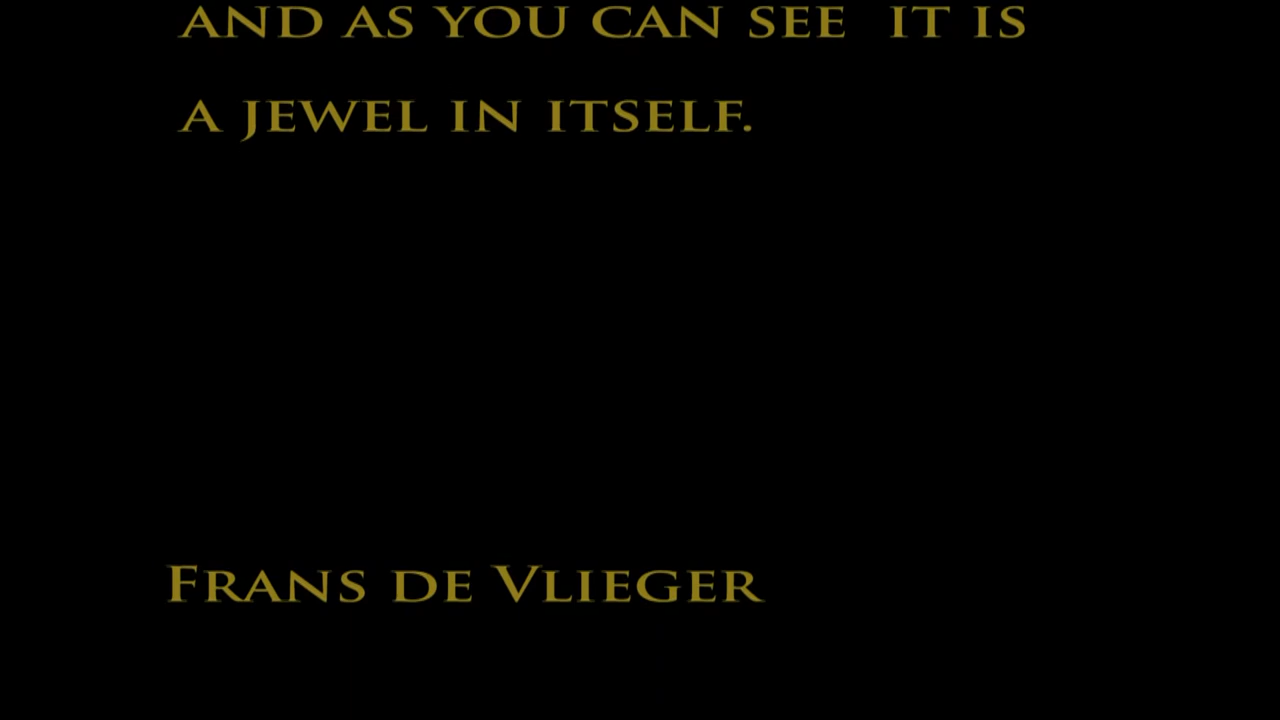 AND AS YOU CAN SEE  IT IS
A JEWEL IN ITSELF.
FRANS DE VLIEGER